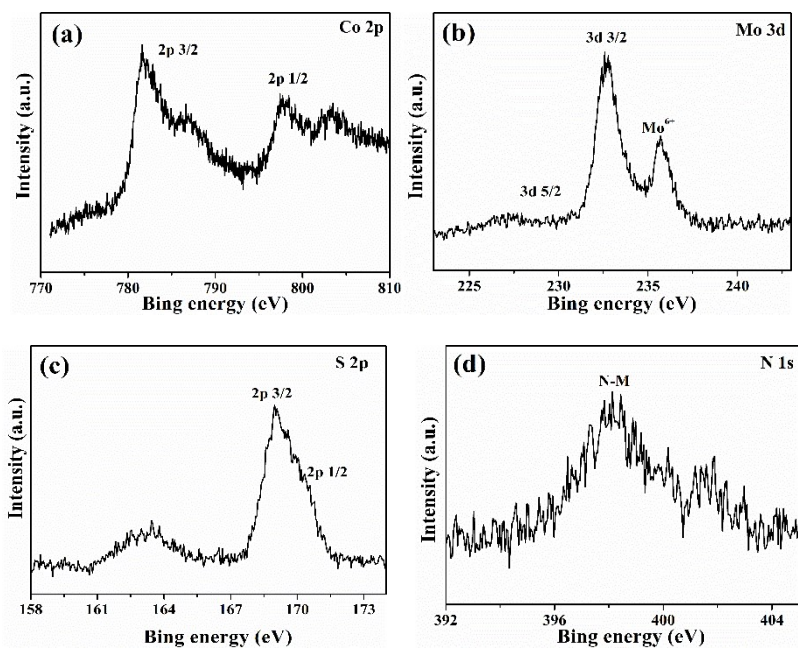 (a)
Co 2p
2p 3/2
2p 1/2
Intensity (a.u.)
770 780 790 800 810
Bing energy (eV)
(b)
Mo 3d
3d 3/2
Mo⁶⁺
3d 5/2
Intensity (a.u.)
225 230 235 240
Bing energy (eV)
(c)
S 2p
2p 3/2
2p 1/2
Intensity (a.u.)
158 161 164 167 170 173
Bing energy (eV)
(d)
N 1s
N-M
Intensity (a.u.)
392 396 400 404
Bing energy (eV)